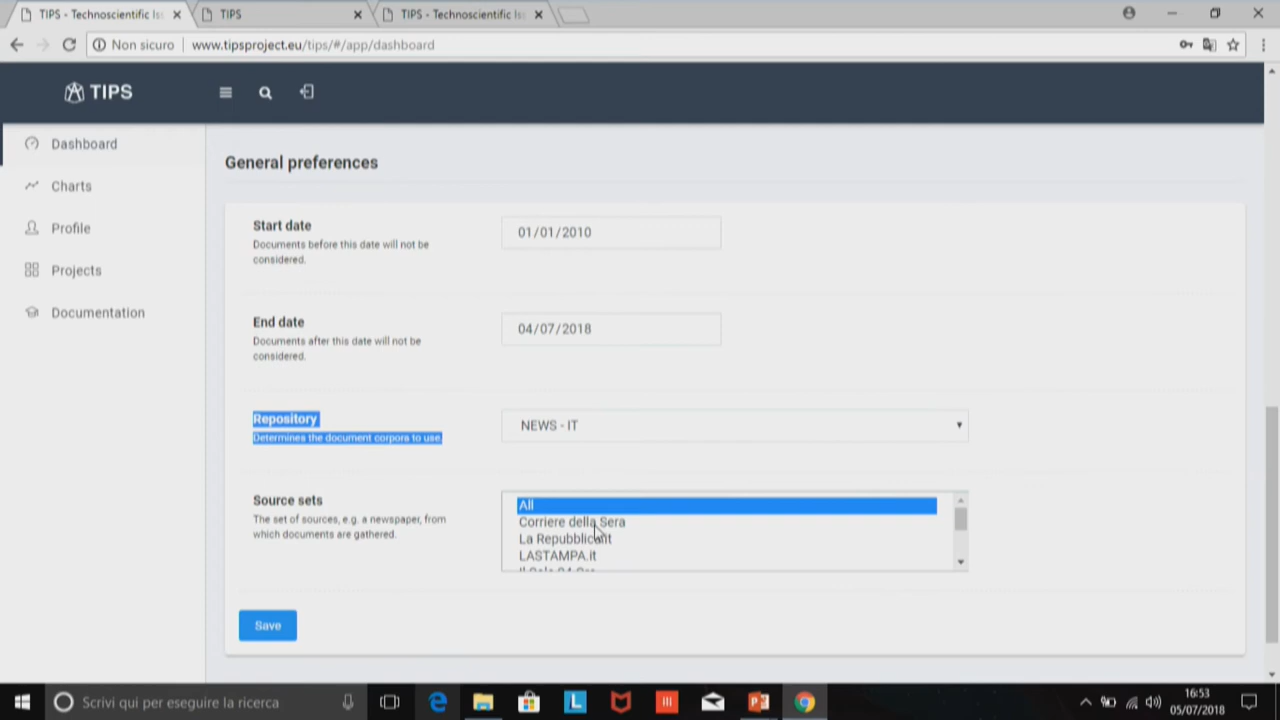 TIPS - Technoscientific Is
TIPS
TIPS - Technoscientific Is
Non sicuro
www.tipsproject.eu/tips/#/app/dashboard
TIPS
Dashboard
Charts
Profile
Projects
Documentation
General preferences
Start date
Documents before this date will not be
considered.
01/01/2010
End date
Documents after this date will not be
considered.
04/07/2018
Repository
Determines the document corpora to use.
NEWS - IT
Source sets
The set of sources, e.g. a newspaper, from
which documents are gathered.
All
Corriere della Sera
La Repubblica.it
LASTAMPA.it
Save
Scrivi qui per eseguire la ricerca
16:53
05/07/2018